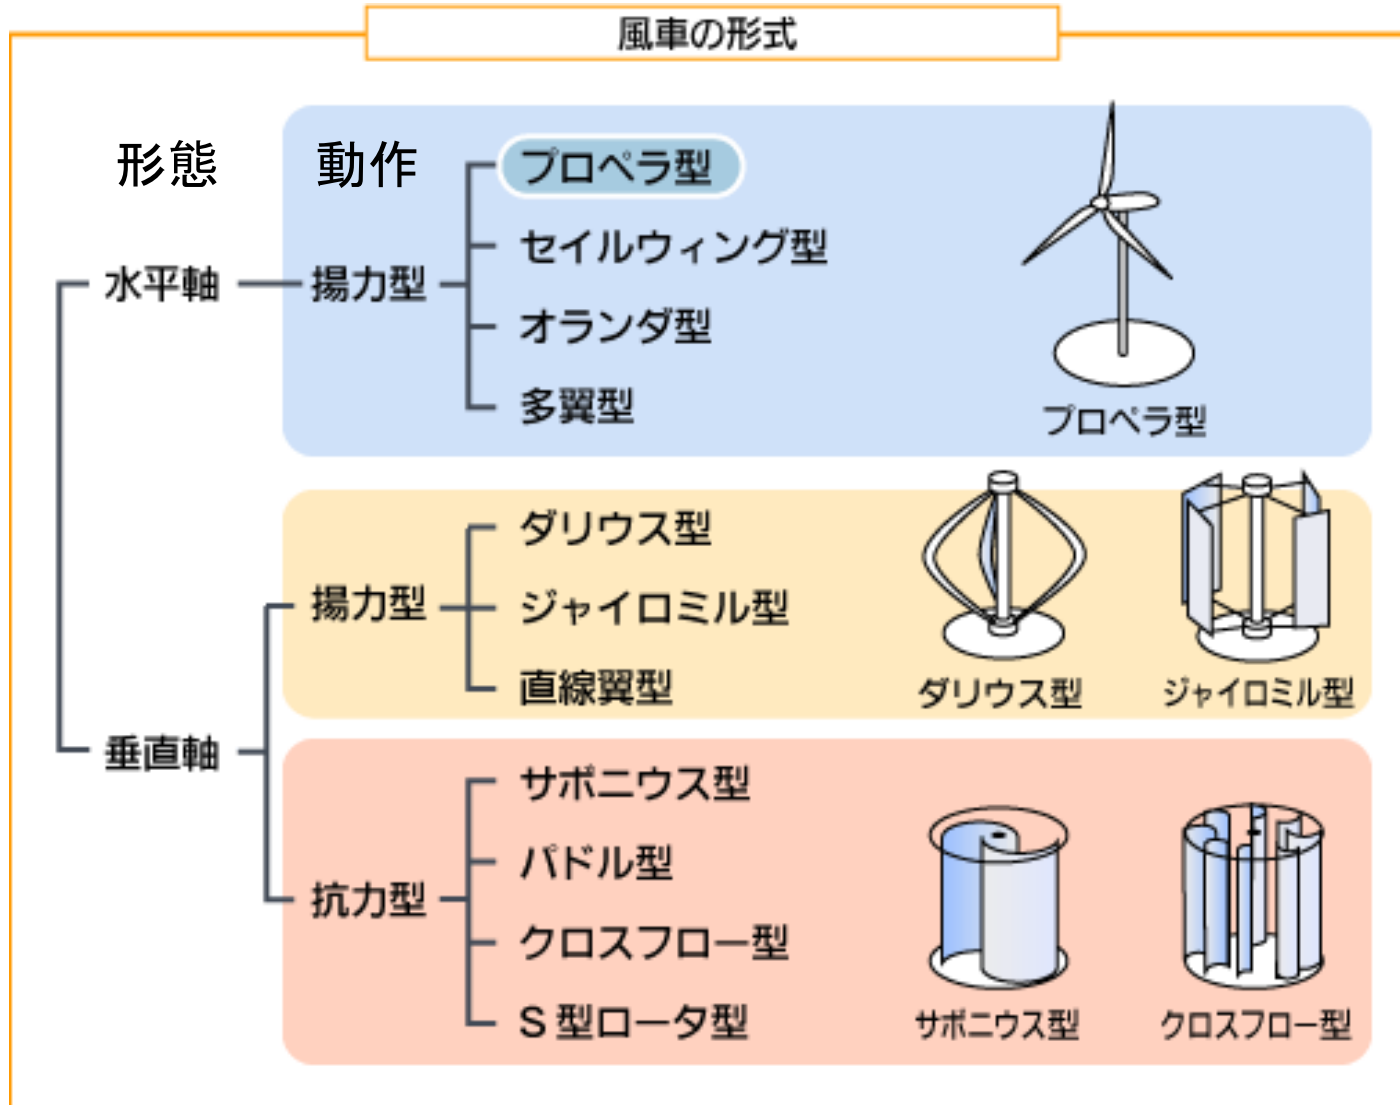 風車の形式
形態
動作
水平軸
揚力型
プロペラ型
セイルウィング型
オランダ型
多翼型
プロペラ型
垂直軸
揚力型
ダリウス型
ジャイロミル型
直線翼型
ダリウス型
ジャイロミル型
抗力型
サボニウス型
パドル型
クロスフロー型
S型ロータ型
サボニウス型
クロスフロー型